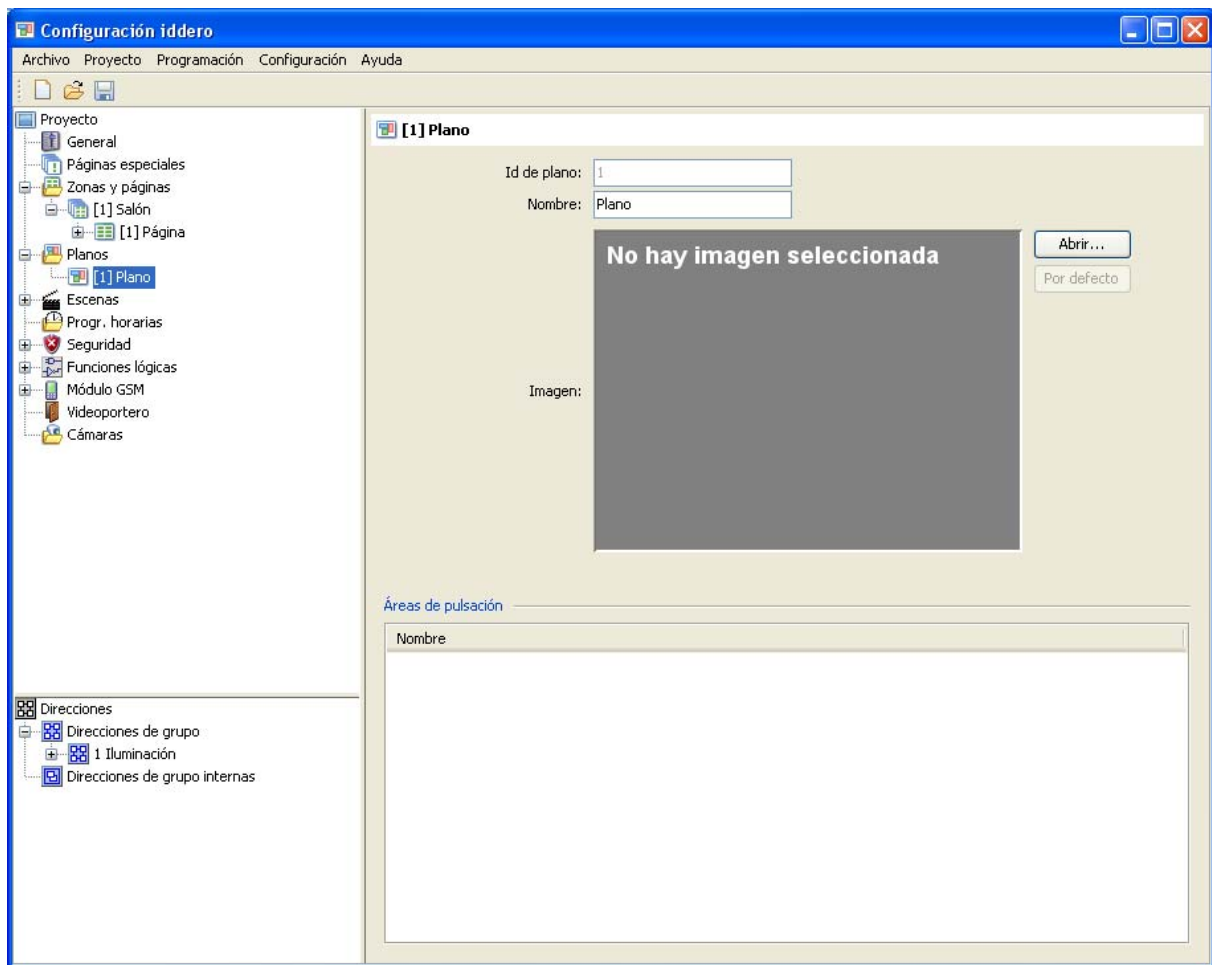 Configuración iddero
Archivo Proyecto Programación Configuración Ayuda
Proyecto
General
Páginas especiales
Zonas y páginas
[1] Salón
[1] Página
Planos
[1] Plano
Escenas
Progr. horarias
Seguridad
Funciones lógicas
Módulo GSM
Videoportero
Cámaras
Direcciones
Direcciones de grupo
1 Iluminación
Direcciones de grupo internas
[1] Plano
Id de plano: 1
Nombre: Plano
No hay imagen seleccionada
Abrir...
Por defecto
Imagen:
Áreas de pulsación
Nombre